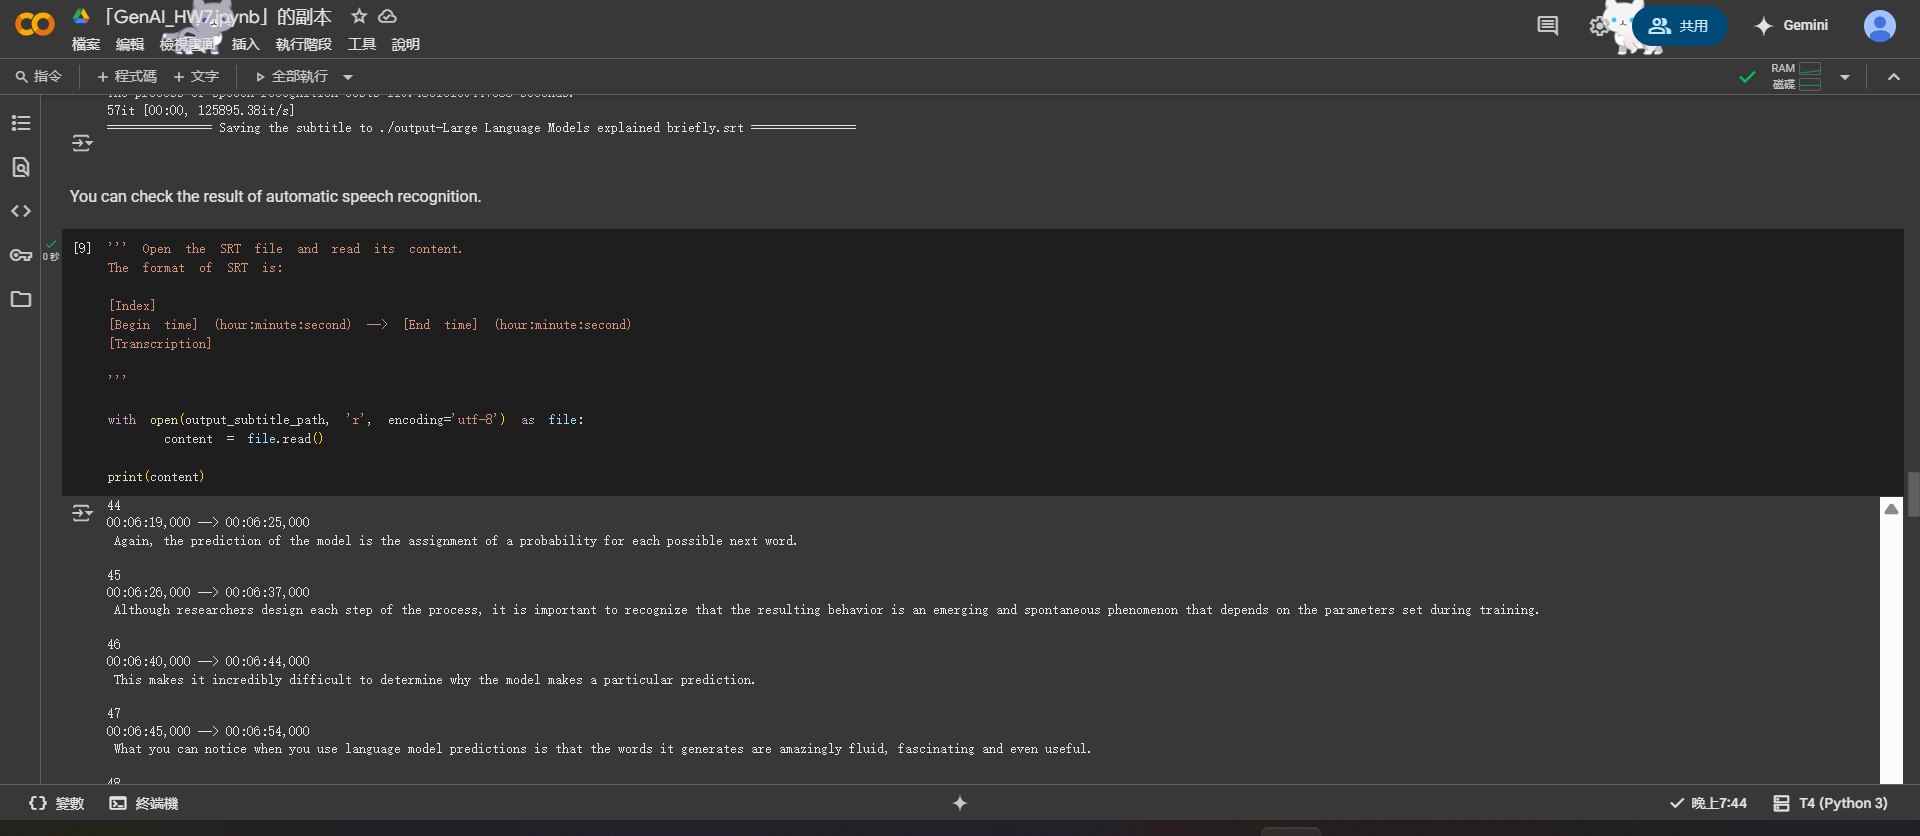 「GenAI_HW7.ipynb」的副本
檔案 編輯 檢視畫面 插入 執行階段 工具 說明
共用
Gemini
指令 + 程式碼 + 文字 全部執行
RAM
磁碟
57it [00:00, 125895.38it/s]
=============== Saving the subtitle to ./output-Large Language Models explained briefly.srt ===============
You can check the result of automatic speech recognition.
[9] ''' Open the SRT file and read its content.
0 秒
The format of SRT is:
[Index]
[Begin time] (hour:minute:second) --> [End time] (hour:minute:second)
[Transcription]
'''
with open(output_subtitle_path, 'r', encoding='utf-8') as file:
content = file.read()
print(content)
44
00:06:19,000 --> 00:06:25,000
Again, the prediction of the model is the assignment of a probability for each possible next word.
45
00:06:26,000 --> 00:06:37,000
Although researchers design each step of the process, it is important to recognize that the resulting behavior is an emerging and spontaneous phenomenon that depends on the parameters set during training.
46
00:06:40,000 --> 00:06:44,000
This makes it incredibly difficult to determine why the model makes a particular prediction.
47
00:06:45,000 --> 00:06:54,000
What you can notice when you use language model predictions is that the words it generates are amazingly fluid, fascinating and even useful.
48
變數 終端機 晚上7:44 T4 (Python 3)